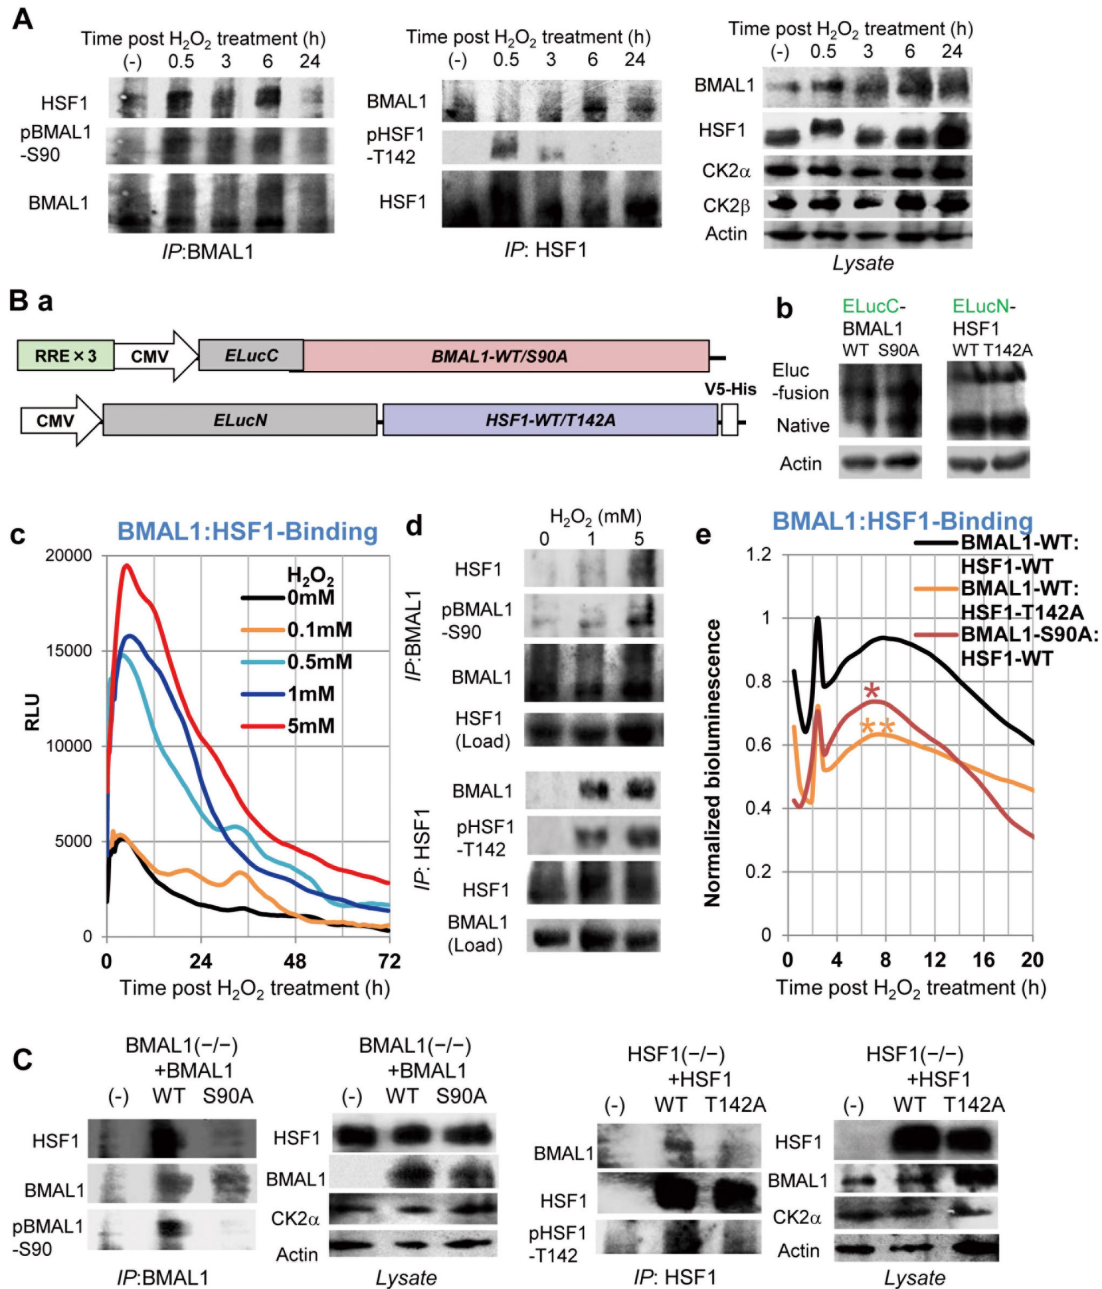 A
Time post H₂O₂ treatment (h)
(-) 0.5 3 6 24
HSF1
pBMAL1
-S90
BMAL1
IP:BMAL1
Time post H₂O₂ treatment (h)
(-) 0.5 3 6 24
BMAL1
pHSF1
-T142
HSF1
IP: HSF1
Time post H₂O₂ treatment (h)
(-) 0.5 3 6 24
BMAL1
HSF1
CK2α
CK2β
Actin
Lysate
B a
RRE×3 CMV ELucC BMAL1-WT/S90A
V5-His
CMV ELucN HSF1-WT/T142A
b
ELucC- ELucN-
BMAL1 HSF1
WT S90A WT T142A
Eluc
-fusion
Native
Actin
c
BMAL1:HSF1-Binding
20000
15000
10000
5000
0
RLU
H₂O₂
0mM
0.1mM
0.5mM
1mM
5mM
0 24 48 72
Time post H₂O₂ treatment (h)
d
H₂O₂ (mM)
0 1 5
IP:BMAL1
HSF1
pBMAL1
-S90
BMAL1
HSF1
(Load)
IP: HSF1
BMAL1
pHSF1
-T142
HSF1
BMAL1
(Load)
e
BMAL1:HSF1-Binding
BMAL1-WT:
HSF1-WT
BMAL1-WT:
HSF1-T142A
BMAL1-S90A:
HSF1-WT
1.2
1
0.8
0.6
0.4
0.2
0
Normalized bioluminescence
*
**
0 4 8 12 16 20
Time post H₂O₂ treatment (h)
C
BMAL1(−/−)
+BMAL1
(-) WT S90A
HSF1
BMAL1
pBMAL1
-S90
IP:BMAL1
BMAL1(−/−)
+BMAL1
(-) WT S90A
HSF1
BMAL1
CK2α
Actin
Lysate
HSF1(−/−)
+HSF1
(-) WT T142A
BMAL1
HSF1
pHSF1
-T142
IP: HSF1
HSF1(−/−)
+HSF1
(-) WT T142A
HSF1
BMAL1
CK2α
Actin
Lysate